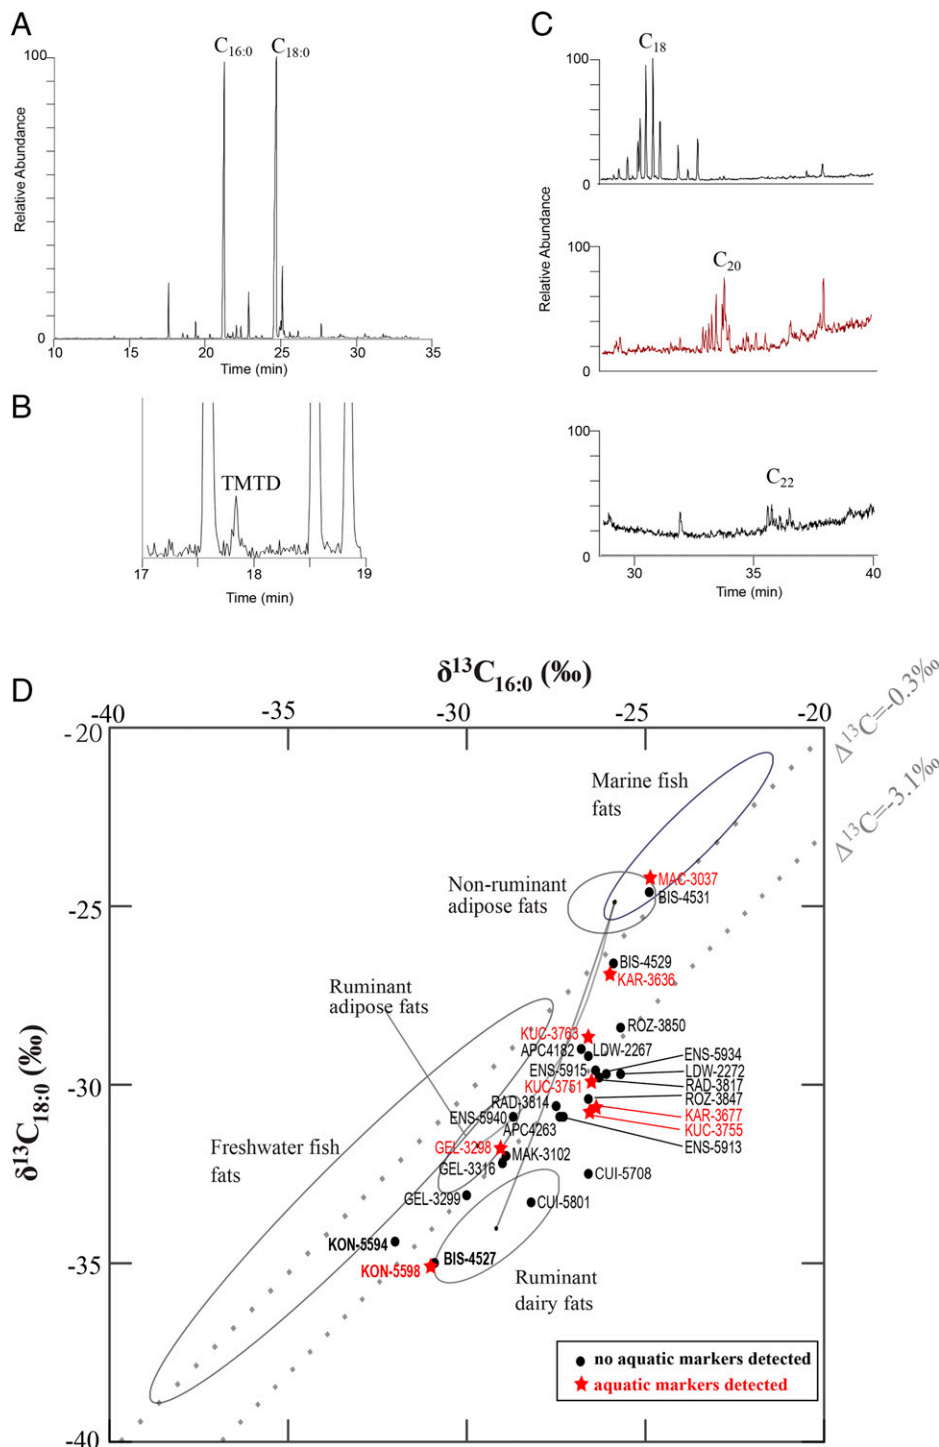 A
C16:0
C18:0
100
Relative Abundance
0
10
20
25
30
35
Time (min)
B
TMTD
17
18
19
Time (min)
C
C18
100
0
C20
100
Relative Abundance
0
C22
100
0
30
35
40
Time (min)
D
δ13C16:0 (‰)
-40
-35
-30
-25
-20
Δ13C=-0.3‰
Δ13C=-3.1‰
-20
-25
-30
-35
-40
δ13C18:0 (‰)
Marine fish
fats
MAC-3037
BIS-4531
Non-ruminant
adipose fats
BIS-4529
KAR-3636
Ruminant
adipose fats
ROZ-3850
KUC-3763
APC4182
LDW-2267
ENS-5934
ENS-5915
LDW-2272
KUC-3751
RAD-3817
RAD-3814
ROZ-3847
ENS-5940
KAR-3677
APC4263
KUC-3755
ENS-5913
Freshwater fish
fats
GEL-3298
MAK-3102
GEL-3316
CUI-5708
GEL-3299
CUI-5801
KON-5594
BIS-4527
KON-5598
Ruminant
dairy fats
no aquatic markers detected
aquatic markers detected